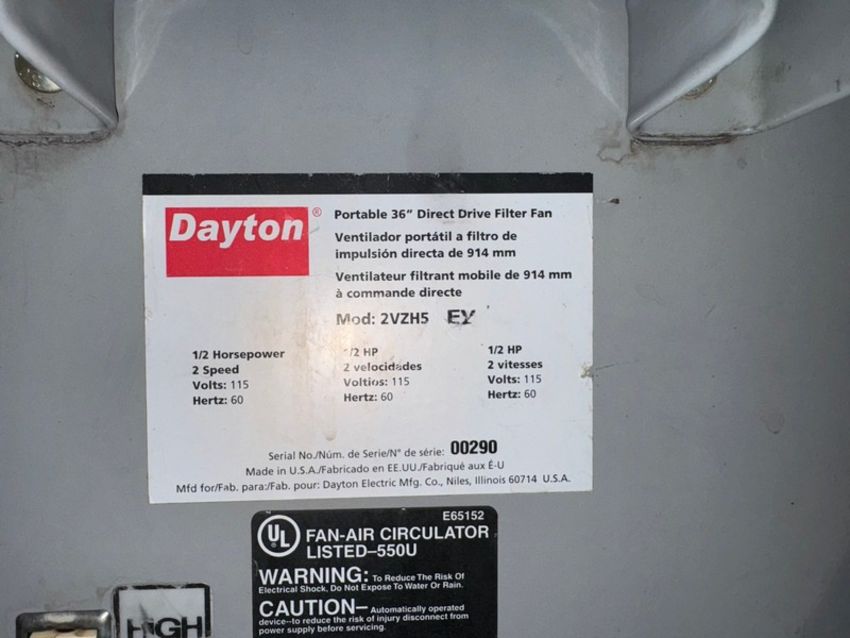 Dayton®
Portable 36" Direct Drive Filter Fan
Ventilador portátil a filtro de
impulsión directa de 914 mm
Ventilateur filtrant mobile de 914 mm
à commande directe
Mod: 2VZH5 EY
1/2 Horsepower
2 Speed
Volts: 115
Hertz: 60
1/2 HP
2 velocidades
Voltios: 115
Hertz: 60
1/2 HP
2 vitesses
Volts: 115
Hertz: 60
Serial No./Núm. de Serie/N° de série: 00290
Made in U.S.A./Fabricado en EE.UU./Fabriqué aux É-U
Mfd for/Fab. para:/Fab. pour: Dayton Electric Mfg. Co., Niles, Illinois 60714 U.S.A.
E65152
UL
FAN-AIR CIRCULATOR
LISTED–550U
WARNING: To Reduce The Risk Of
Electrical Shock, Do Not Expose To Water Or Rain.
CAUTION– Automatically operated
device--to reduce the risk of injury disconnect from
power supply before servicing.
HIGH